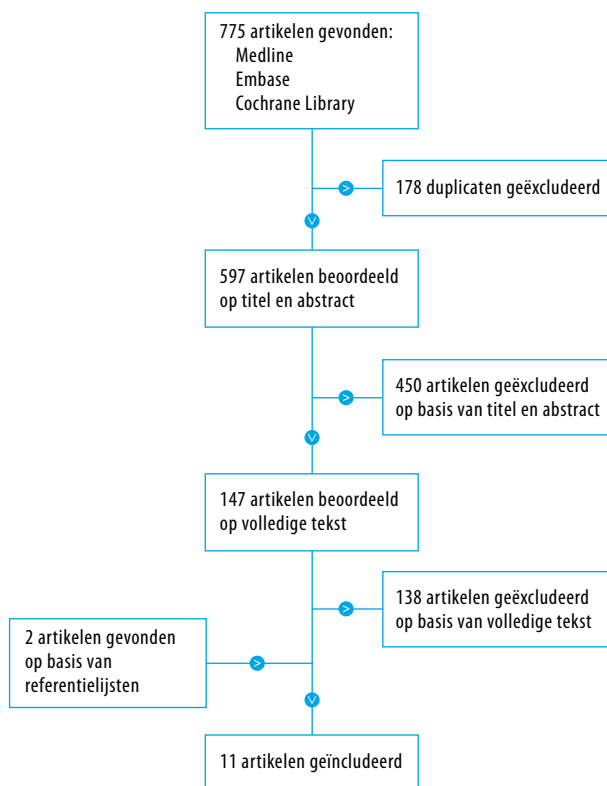 775 artikelen gevonden:
Medline
Embase
Cochrane Library
178 duplicaten geëxcludeerd
597 artikelen beoordeeld
op titel en abstract
450 artikelen geëxcludeerd
op basis van titel en abstract
147 artikelen beoordeeld
op volledige tekst
138 artikelen geëxcludeerd
op basis van volledige tekst
2 artikelen gevonden
op basis van
referentielijsten
11 artikelen geïncludeerd